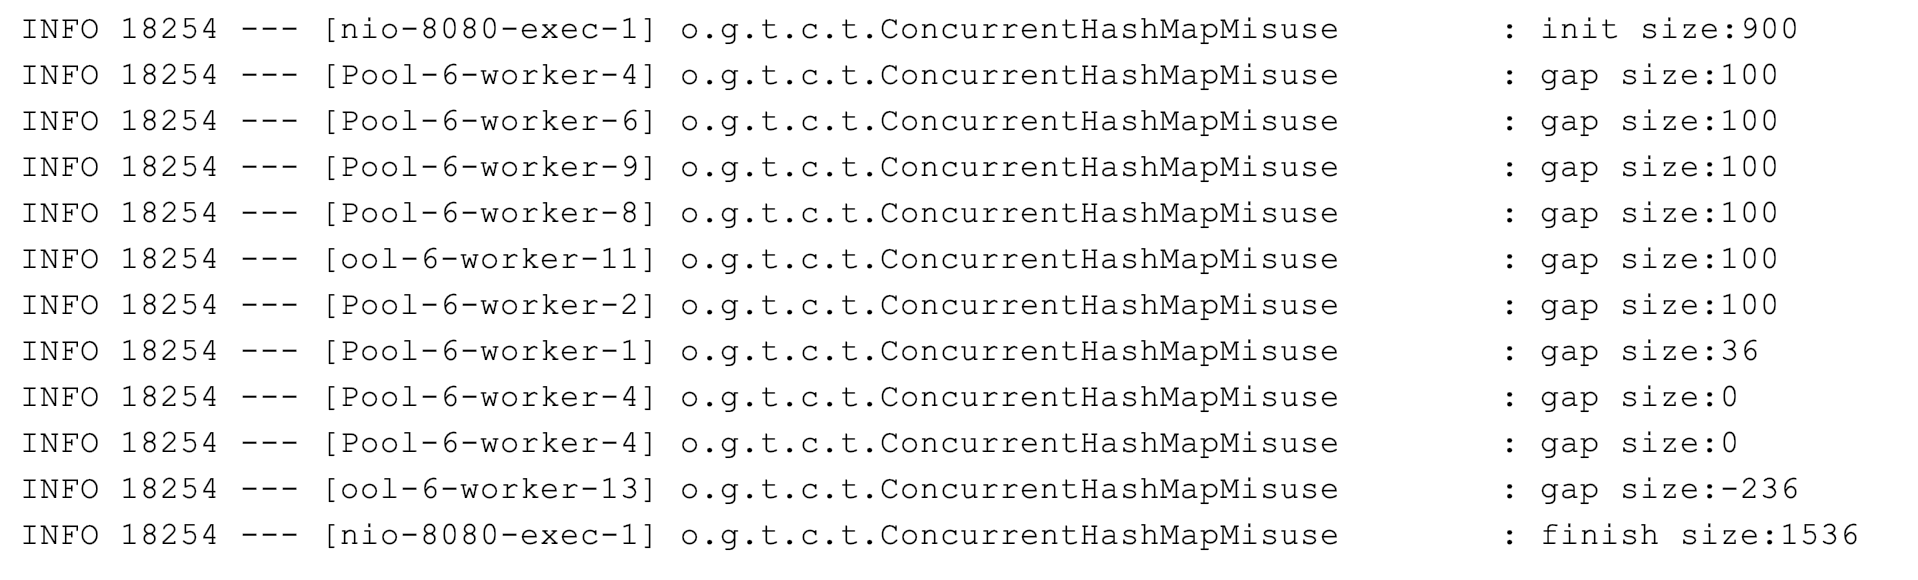 INFO 18254 --- [nio-8080-exec-1] o.g.t.c.t.ConcurrentHashMapMisuse : init size:900
INFO 18254 --- [Pool-6-worker-4] o.g.t.c.t.ConcurrentHashMapMisuse : gap size:100
INFO 18254 --- [Pool-6-worker-6] o.g.t.c.t.ConcurrentHashMapMisuse : gap size:100
INFO 18254 --- [Pool-6-worker-9] o.g.t.c.t.ConcurrentHashMapMisuse : gap size:100
INFO 18254 --- [Pool-6-worker-8] o.g.t.c.t.ConcurrentHashMapMisuse : gap size:100
INFO 18254 --- [ool-6-worker-11] o.g.t.c.t.ConcurrentHashMapMisuse : gap size:100
INFO 18254 --- [Pool-6-worker-2] o.g.t.c.t.ConcurrentHashMapMisuse : gap size:100
INFO 18254 --- [Pool-6-worker-1] o.g.t.c.t.ConcurrentHashMapMisuse : gap size:36
INFO 18254 --- [Pool-6-worker-4] o.g.t.c.t.ConcurrentHashMapMisuse : gap size:0
INFO 18254 --- [Pool-6-worker-4] o.g.t.c.t.ConcurrentHashMapMisuse : gap size:0
INFO 18254 --- [ool-6-worker-13] o.g.t.c.t.ConcurrentHashMapMisuse : gap size:-236
INFO 18254 --- [nio-8080-exec-1] o.g.t.c.t.ConcurrentHashMapMisuse : finish size:1536